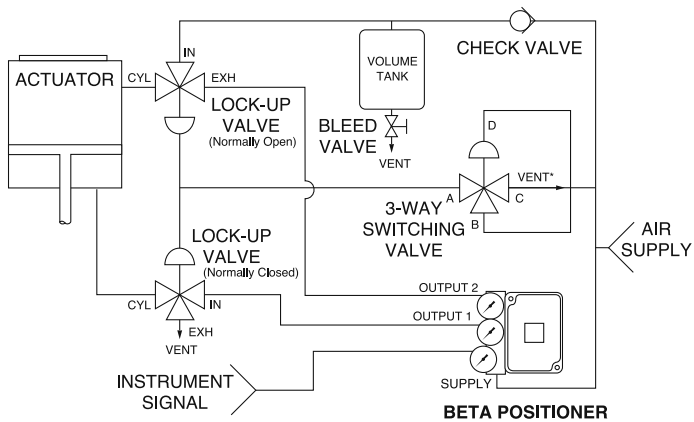 IN
VOLUME
TANK
CHECK VALVE
ACTUATOR
CYL
EXH
LOCK-UP
VALVE
(Normally Open)
BLEED
VALVE
VENT
D
A
VENT*
C
B
3-WAY
SWITCHING
VALVE
AIR
SUPPLY
LOCK-UP
VALVE
(Normally Closed)
CYL
IN
EXH
VENT
OUTPUT 2
OUTPUT 1
INSTRUMENT
SIGNAL
SUPPLY
BETA POSITIONER